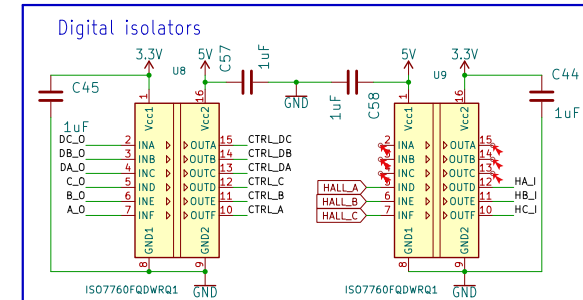 Digital isolators
3.3V
U8
5V
C57
1uF
GND
1uF
C58
5V
U9
3.3V
C44
1uF
C45
1uF
1
Vcc1
16
Vcc2
DC_O 2 INA OUTA 15 CTRL_DC
DB_O 3 INB OUTB 14 CTRL_DB
DA_O 4 INC OUTC 13 CTRL_DA
C_O 5 IND OUTD 12 CTRL_C
B_O 6 INE OUTE 11 CTRL_B
A_O 7 INF OUTF 10 CTRL_A
GND1
8
GND2
9
ISO7760FQDWRQ1
GND
1
Vcc1
16
Vcc2
2 INA OUTA 15
INB OUTB
INC OUTC
HALL_A IND OUTD 12 HA_I
HALL_B 6 INE OUTE 11 HB_I
HALL_C 7 INF OUTF 10 HC_I
GND1
8
GND2
9
ISO7760FQDWRQ1
GND